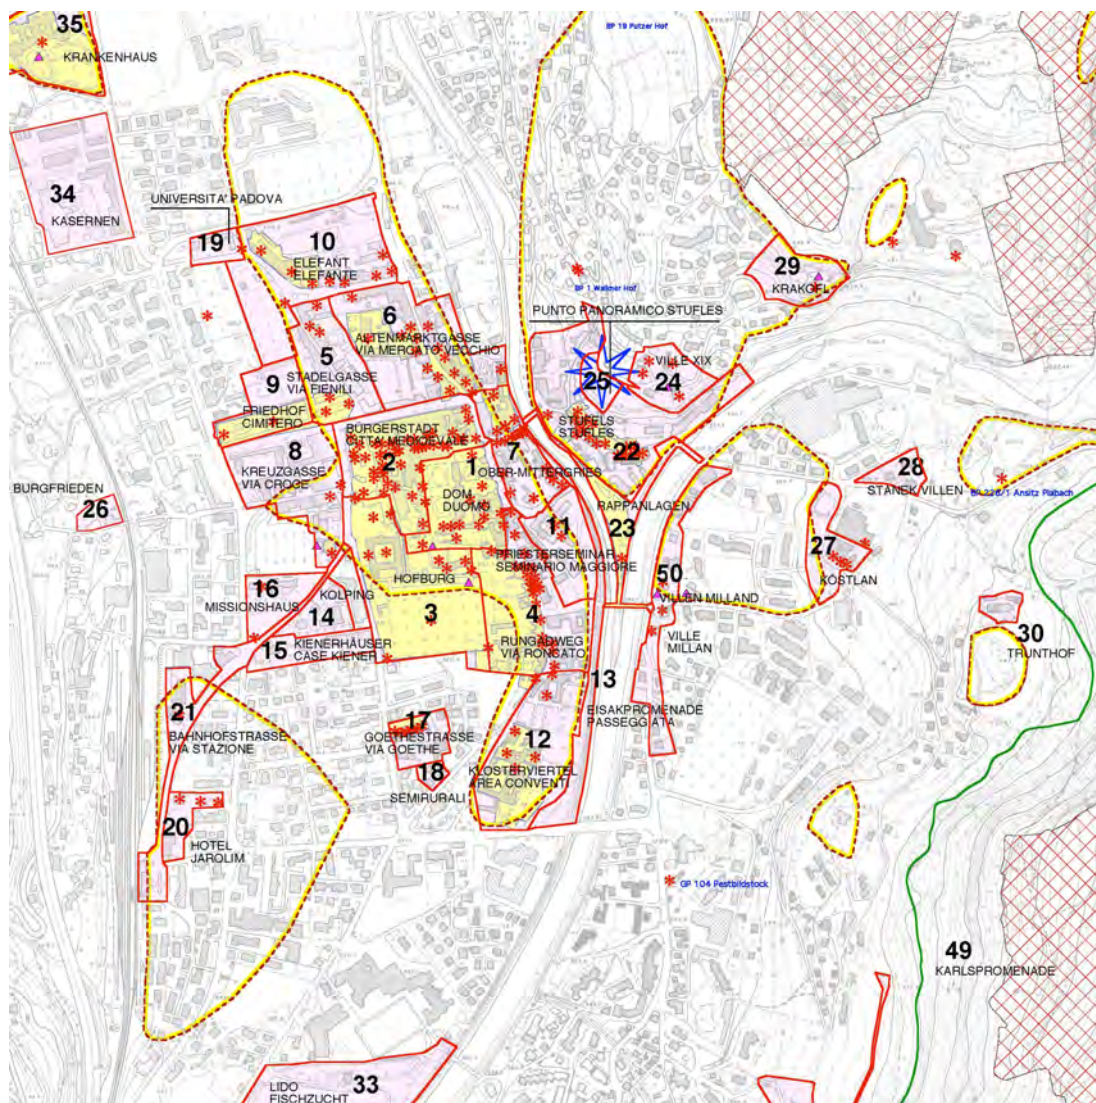 35
KRANKENHAUS
BP 19 Putzer Hof
34
KASERNEN
UNIVERSITA' PADOVA
19
10
ELEFANT
ELEFANTE
29
KRAKOFL
BP 1 Wallner Hof
PUNTO PANORAMICO STUFLES
6
ALTENMARKTGASSE
VIA MERCATO VECCHIO
5
STADELGASSE
VIA FIENILI
VILLE XIX
25
24
9
FRIEDHOF
CIMITERO
BÜRGERSTADT
CITTA' MEDIOEVALE
STUFELS
STUFLES
22
8
KREUZGASSE
VIA CROCE
2
1
7
OBER-MITTERGRIES
DOM
DUOMO
28
STANEK VILLEN
BURGFRIEDEN
26
RAPPANLAGEN
23
11
PRIESTERSEMINAR
SEMINARIO MAGGIORE
27
KÖSTLAN
HOFBURG
16
MISSIONSHAUS
KOLPING
14
3
4
50
VILLEN MILLAND
15
KIENERHÄUSER
CASE KIENER
RUNGADWEG
VIA RONCATO
VILLE
MILLAN
30
TRUNTHOF
13
EISAKPROMENADE
PASSEGGIATA
21
BAHNHOFSTRASSE
VIA STAZIONE
17
GOETHESTRASSE
VIA GOETHE
12
KLOSTERVIERTEL
AREA CONVENTI
18
SEMIRURALI
20
HOTEL
JAROLIM
GP 104 Pestbildstock
49
KARLSPROMENADE
33
LIDO
FISCHZUCHT